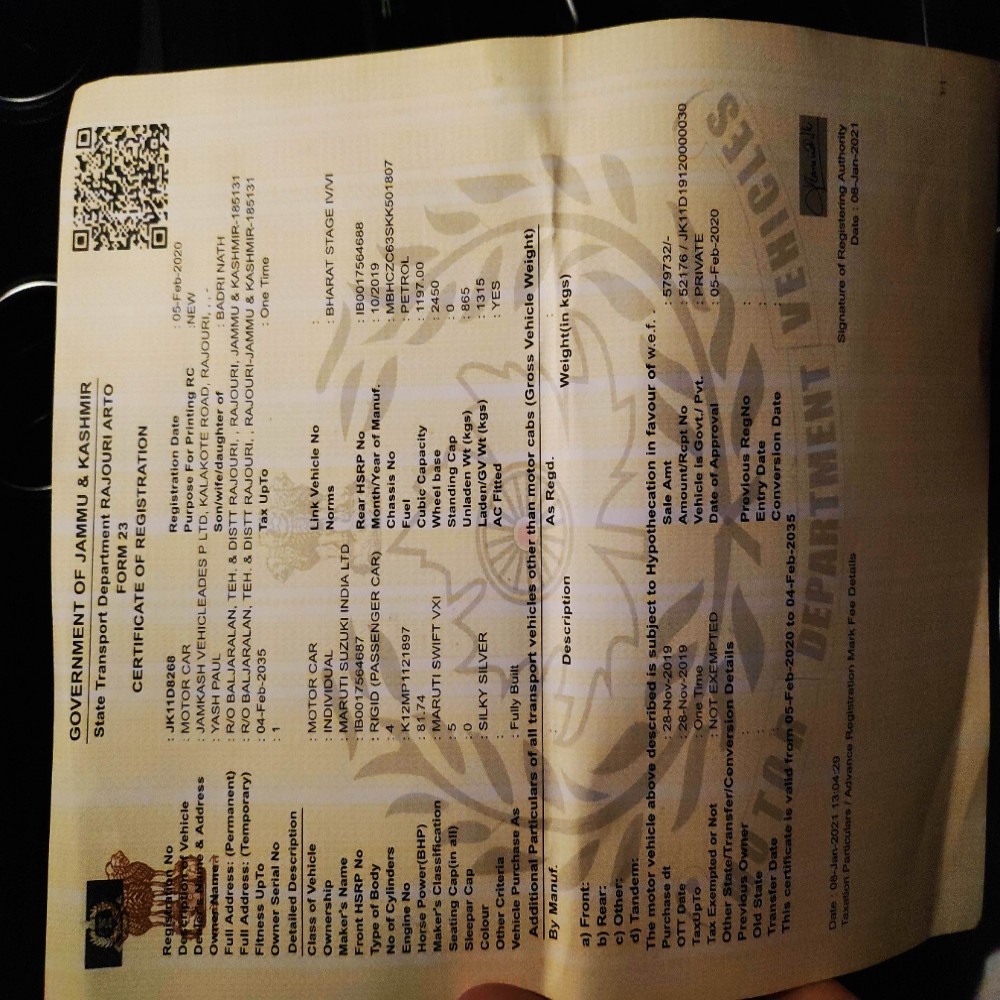 GOVERNMENT OF JAMMU & KASHMIR
State Transport Department RAJOURI ARTO
FORM 23
CERTIFICATE OF REGISTRATION
Registration No : JK11D8268 Registration Date : 05-Feb-2020
Description of Vehicle : MOTOR CAR Purpose For Printing RC :NEW
Dealer's Name & Address : JAMKASH VEHICLEADES P LTD, KALAKOTE ROAD, RAJOURI, , , -
Owner Name : YASH PAUL Son/wife/daughter of : BADRI NATH
Full Address: (Permanent) : R/O BALJARALAN, TEH. & DISTT RAJOURI, , RAJOURI, JAMMU & KASHMIR-185131
Full Address: (Temporary) : R/O BALJARALAN, TEH. & DISTT RAJOURI, , RAJOURI-JAMMU & KASHMIR-185131
Fitness UpTo : 04-Feb-2035 Tax UpTo : One Time
Owner Serial No : 1
Detailed Description
Class of Vehicle : MOTOR CAR Link Vehicle No :
Ownership : INDIVIDUAL Norms : BHARAT STAGE IV/VI
Maker's Name : MARUTI SUZUKI INDIA LTD
Front HSRP No : IB0017564687 Rear HSRP No : IB0017564688
Type of Body : RIGID (PASSENGER CAR) Month/Year of Manuf. : 10/2019
No of Cylinders : 4 Chassis No : MBHCZC63SKK501807
Engine No : K12MP1121897 Fuel : PETROL
Horse Power(BHP) : 81.74 Cubic Capacity : 1197.00
Maker's Classification : MARUTI SWIFT VXI Wheel base : 2450
Seating Cap(in all) : 5 Standing Cap : 0
Sleepar Cap : 0 Unladen Wt (kgs) : 865
Colour : SILKY SILVER Laden/GV Wt (kgs) : 1315
Other Criteria : AC Fitted : YES
Vehicle Purchase As : Fully Built
Additional Particulars of all transport vehicles other than motor cabs (Gross Vehicle Weight)
By Manuf. : As Regd. :
Description Weight(in kgs)
a) Front:
b) Rear:
c) Other:
d) Tandem:
The motor vehicle above described is subject to Hypothecation in favour of w.e.f. .
Purchase dt : 28-Nov-2019 Sale Amt : 579732/-
OTT Date : 28-Nov-2019 Amount/Rcpt No : 52176 / JK11D19120000030
TaxUpTo : One Time Vehicle is Govt./ Pvt. : PRIVATE
Tax Exempted or Not : NOT EXEMPTED Date of Approval : 05-Feb-2020
Other State/Transfer/Conversion Details
Previous Owner : Previous RegNo :
Old State : Entry Date :
Transfer Date : Conversion Date :
This certificate is valid from 05-Feb-2020 to 04-Feb-2035
DEPARTMENT VEHICLES
Signature of Registering Authority
Date : 08-Jan-2021
Date : 08-Jan-2021 13:04:29
Taxation Particulars / Advance Registration Mark Fee Details